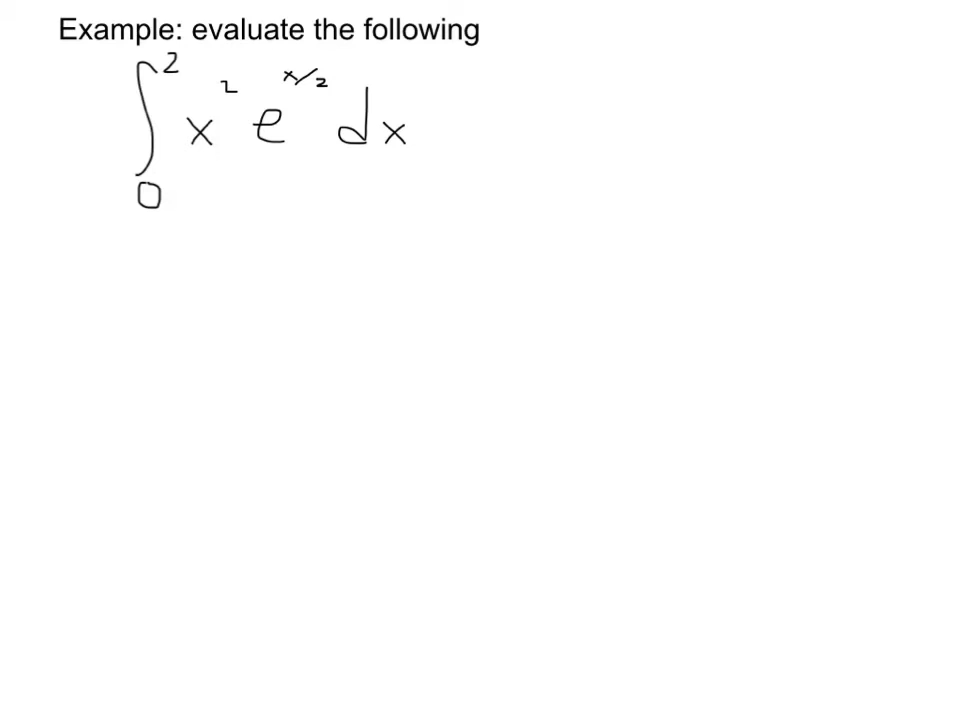 Example: evaluate the following
∫₀² x² e^(x/2) dx